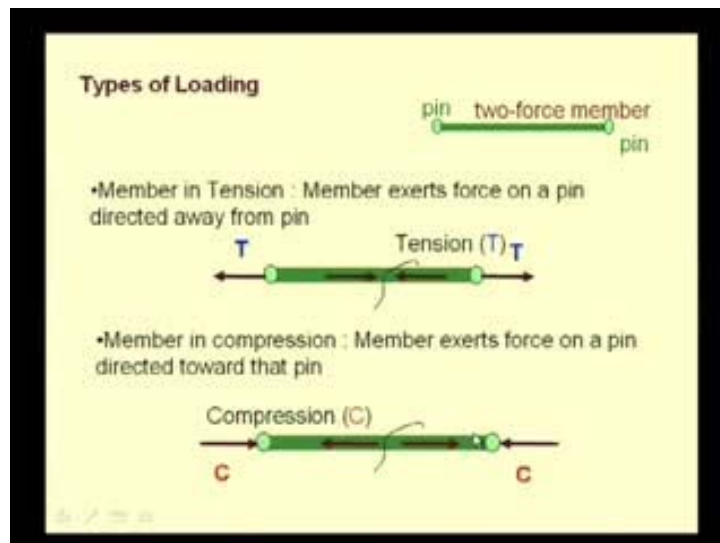 Types of Loading
pin two-force member
pin
•Member in Tension : Member exerts force on a pin
directed away from pin
T Tension (T) T
•Member in compression : Member exerts force on a pin
directed toward that pin
Compression (C)
C C